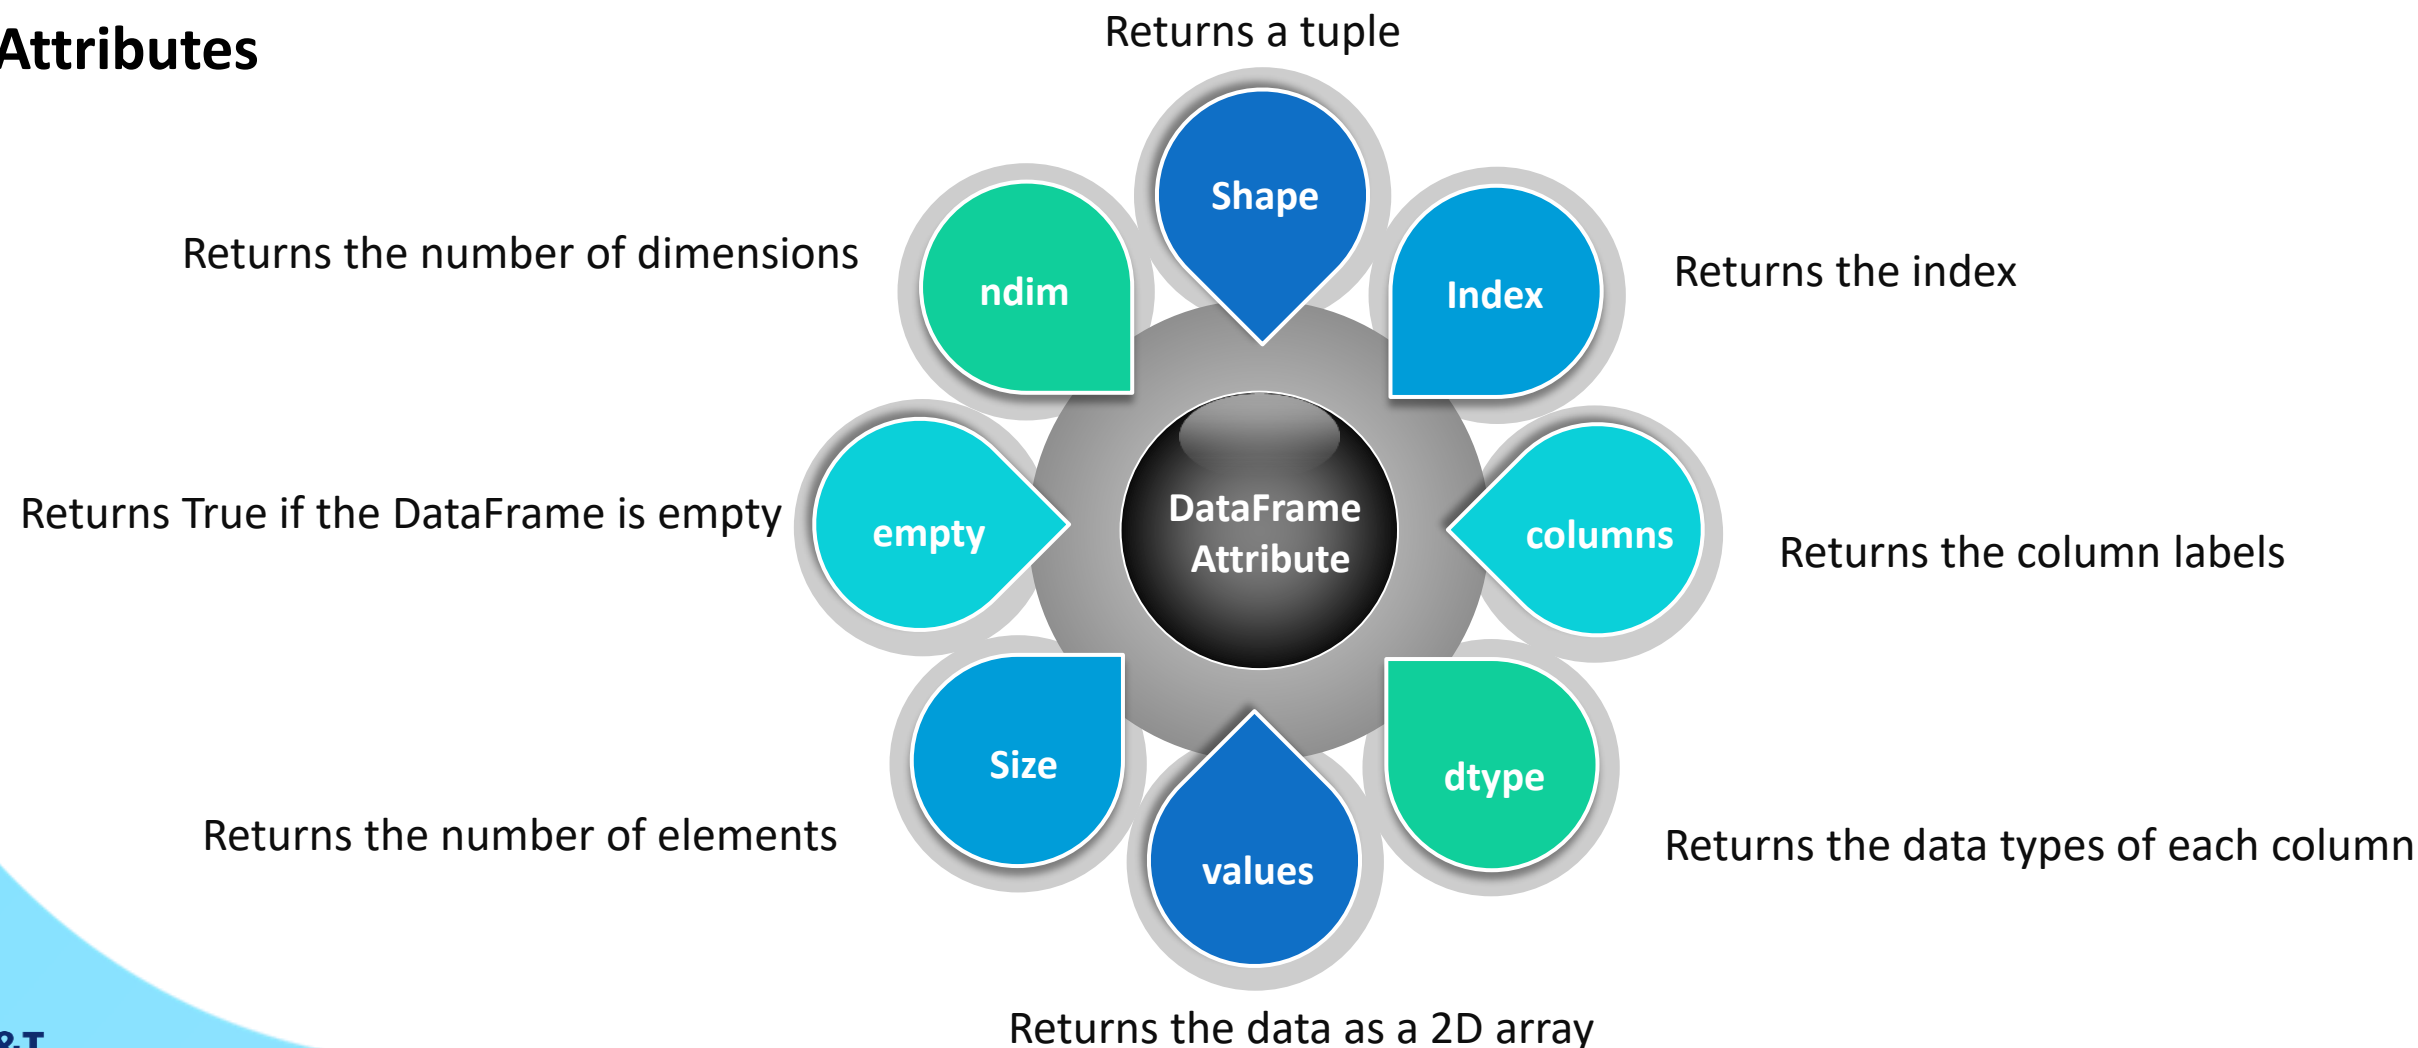 Attributes
Returns a tuple
Shape
ndim
Returns the number of dimensions
Index
Returns the index
empty
Returns True if the DataFrame is empty
DataFrame
Attribute
columns
Returns the column labels
Size
Returns the number of elements
dtype
Returns the data types of each column
values
Returns the data as a 2D array
&T